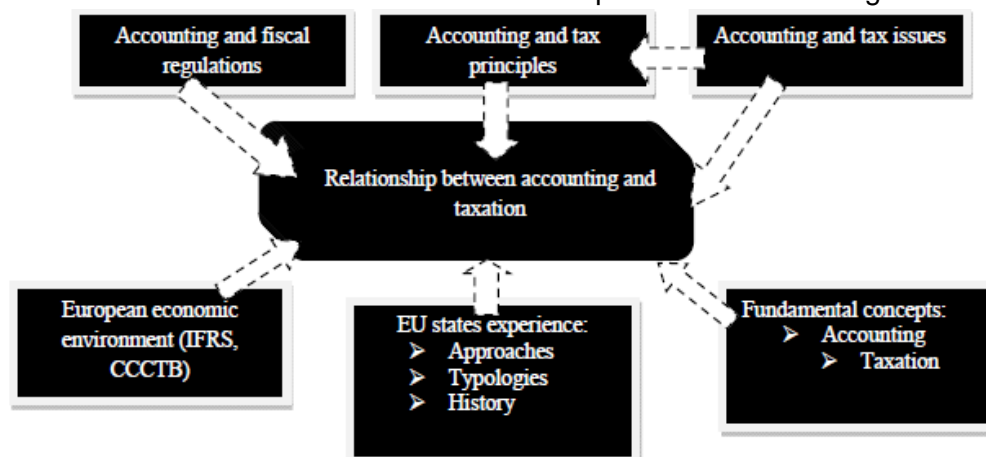 Accounting and fiscal
regulations
Accounting and tax
principles
Accounting and tax issues
Relationship between accounting and
taxation
European economic
environment (IFRS,
CCCTB)
EU states experience:
➢ Approaches
➢ Typologies
➢ History
Fundamental concepts:
➢ Accounting
➢ Taxation